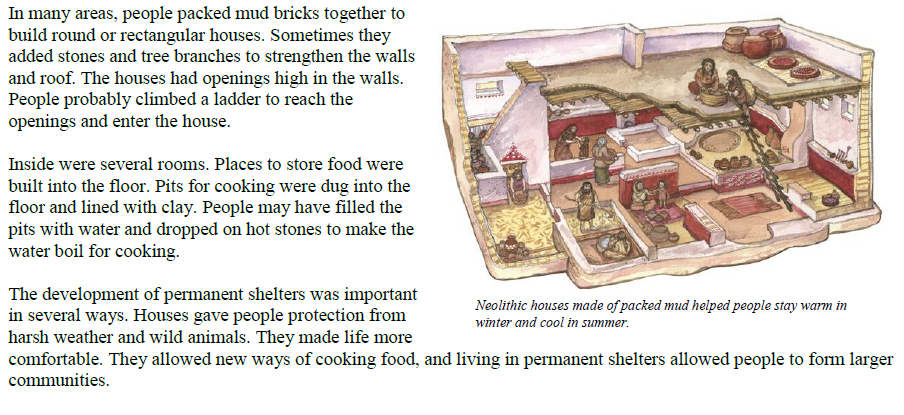 In many areas, people packed mud bricks together to
build round or rectangular houses. Sometimes they
added stones and tree branches to strengthen the walls
and roof. The houses had openings high in the walls.
People probably climbed a ladder to reach the
openings and enter the house.
Inside were several rooms. Places to store food were
built into the floor. Pits for cooking were dug into the
floor and lined with clay. People may have filled the
pits with water and dropped on hot stones to make the
water boil for cooking.
The development of permanent shelters was important
in several ways. Houses gave people protection from
harsh weather and wild animals. They made life more
comfortable. They allowed new ways of cooking food, and living in permanent shelters allowed people to form larger
communities.
Neolithic houses made of packed mud helped people stay warm in
winter and cool in summer.